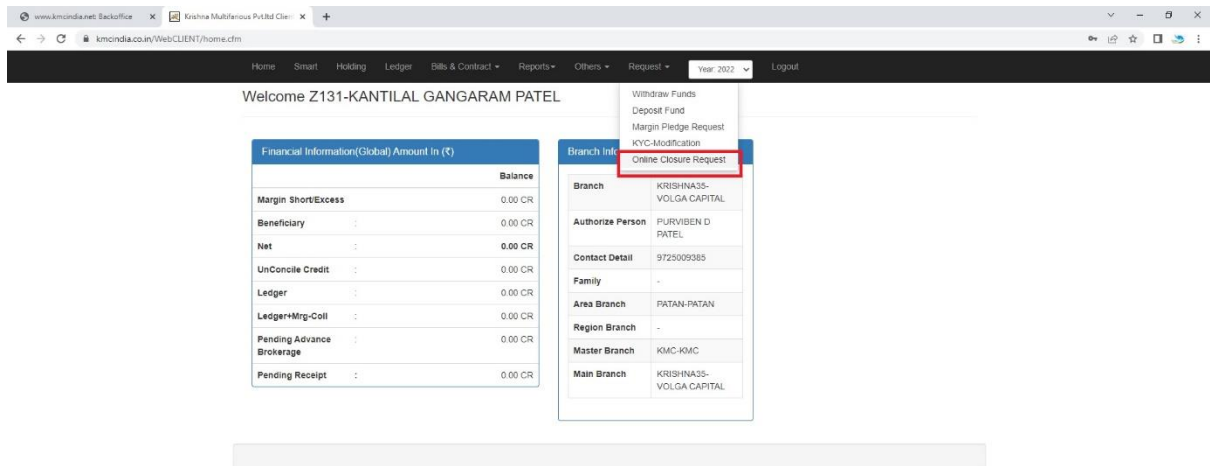 www.kmcindia.net: Backoffice
Krishna Multifarious Pvt.ltd Clien
kmcindia.co.in/WebCLIENT/home.cfm
Home Smart Holding Ledger Bills & Contract Reports Others Request Year: 2022 Logout
Welcome Z131-KANTILAL GANGARAM PATEL
Withdraw Funds
Deposit Fund
Margin Pledge Request
KYC-Modification
Online Closure Request
Financial Information(Global) Amount In (₹)
Balance
Margin Short/Excess 0.00 CR
Beneficiary : 0.00 CR
Net : 0.00 CR
UnConcile Credit : 0.00 CR
Ledger : 0.00 CR
Ledger+Mrg-Coll : 0.00 CR
Pending Advance : 0.00 CR
Brokerage
Pending Receipt : 0.00 CR
Branch Info
Branch KRISHNA35-
VOLGA CAPITAL
Authorize Person PURVIBEN D
PATEL
Contact Detail 9725009385
Family -
Area Branch PATAN-PATAN
Region Branch -
Master Branch KMC-KMC
Main Branch KRISHNA35-
VOLGA CAPITAL